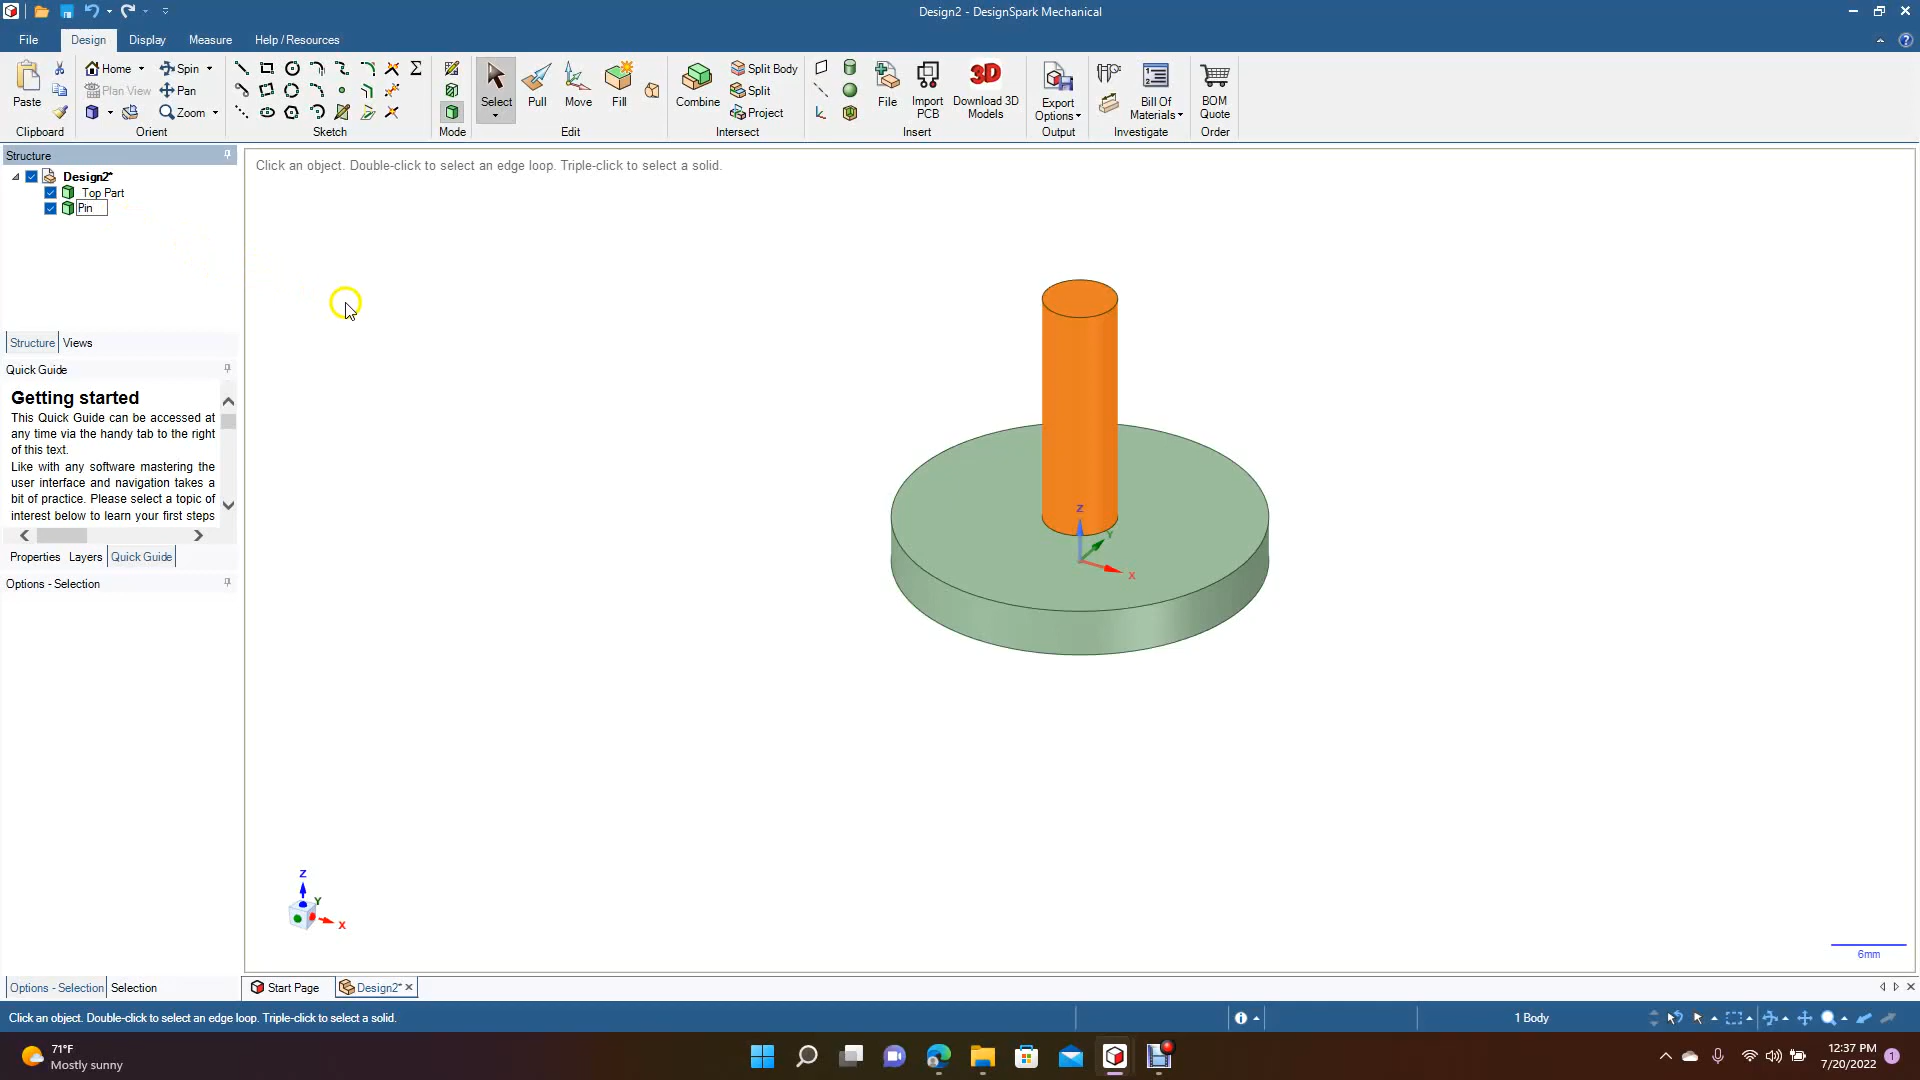 Design2 - DesignSpark Mechanical
File Design Display Measure Help / Resources
Paste
Home
Plan View
Spin
Pan
Zoom
Select
Pull
Move
Fill
Combine
Split Body
Split
Project
File
Import PCB
Download 3D Models
3D
Export Options
Bill Of Materials
BOM Quote
Clipboard Orient Sketch Mode Edit Intersect Insert Output Investigate Order
Structure
Design2*
Top Part
Pin
Structure Views
Quick Guide
Getting started
This Quick Guide can be accessed at
any time via the handy tab to the right
of this text.
Like with any software mastering the
user interface and navigation takes a
bit of practice. Please select a topic of
interest below to learn your first steps
Properties Layers Quick Guide
Options - Selection
Click an object. Double-click to select an edge loop. Triple-click to select a solid.
Z
Y
X
Z
Y
X
6mm
Options - Selection Selection
Start Page Design2*
Click an object. Double-click to select an edge loop. Triple-click to select a solid.
1 Body
71°F
Mostly sunny
12:37 PM
7/20/2022
1